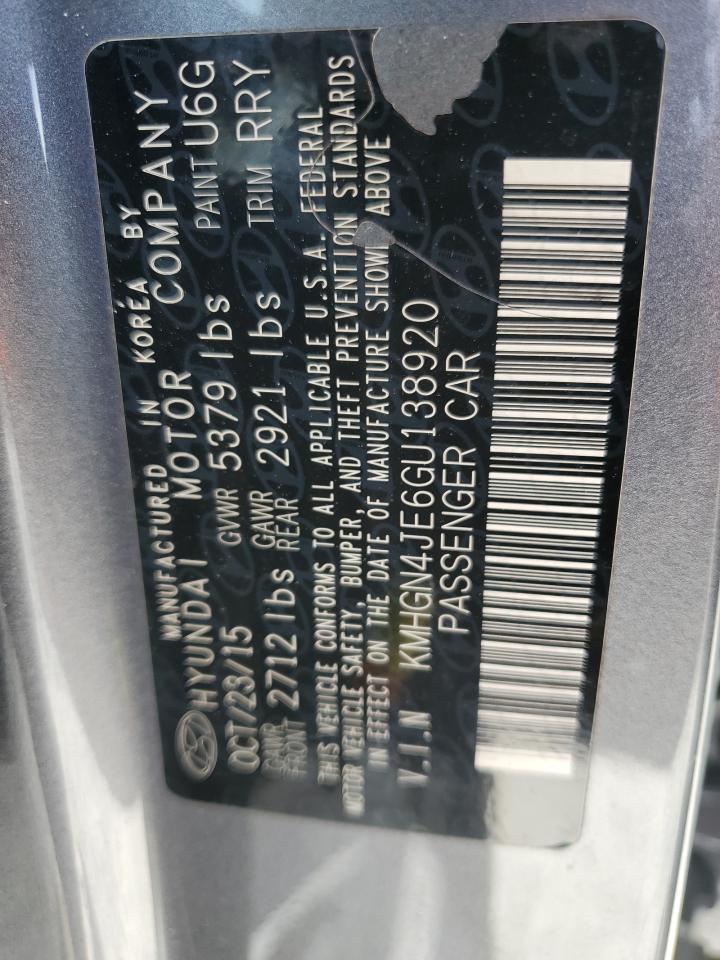 MANUFACTURED IN KOREA BY
HYUNDAI MOTOR COMPANY
OCT/23/15 GVWR 5379 lbs PAINT U6G
GAWR FRONT 2712 lbs GAWR REAR 2921 lbs TRIM RRY
THIS VEHICLE CONFORMS TO ALL APPLICABLE U.S.A. FEDERAL
MOTOR VEHICLE SAFETY, BUMPER, AND THEFT PREVENTION STANDARDS
IN EFFECT ON THE DATE OF MANUFACTURE SHOW ABOVE
V.I.N KMHGN4JE6GU138920
PASSENGER CAR